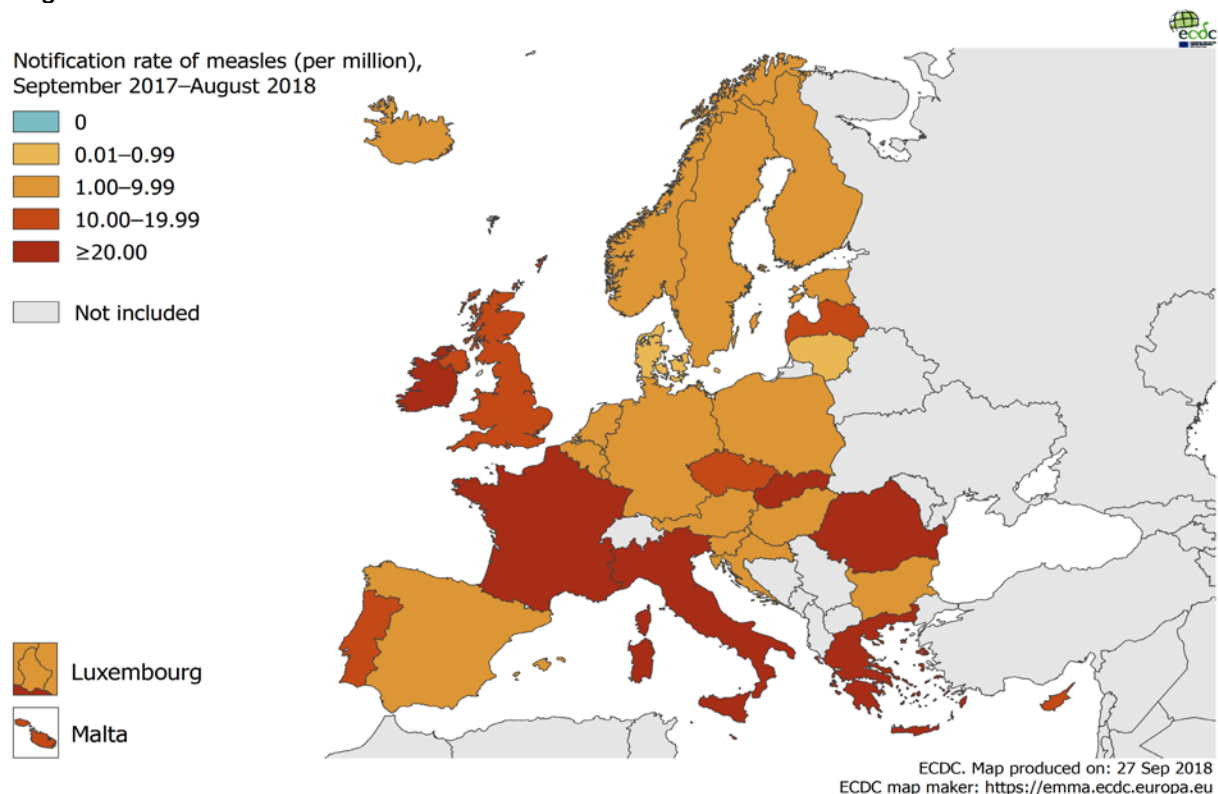 ecdc
Notification rate of measles (per million),
September 2017–August 2018
0
0.01–0.99
1.00–9.99
10.00–19.99
≥20.00
Not included
Luxembourg
Malta
ECDC. Map produced on: 27 Sep 2018
ECDC map maker: https://emma.ecdc.europa.eu